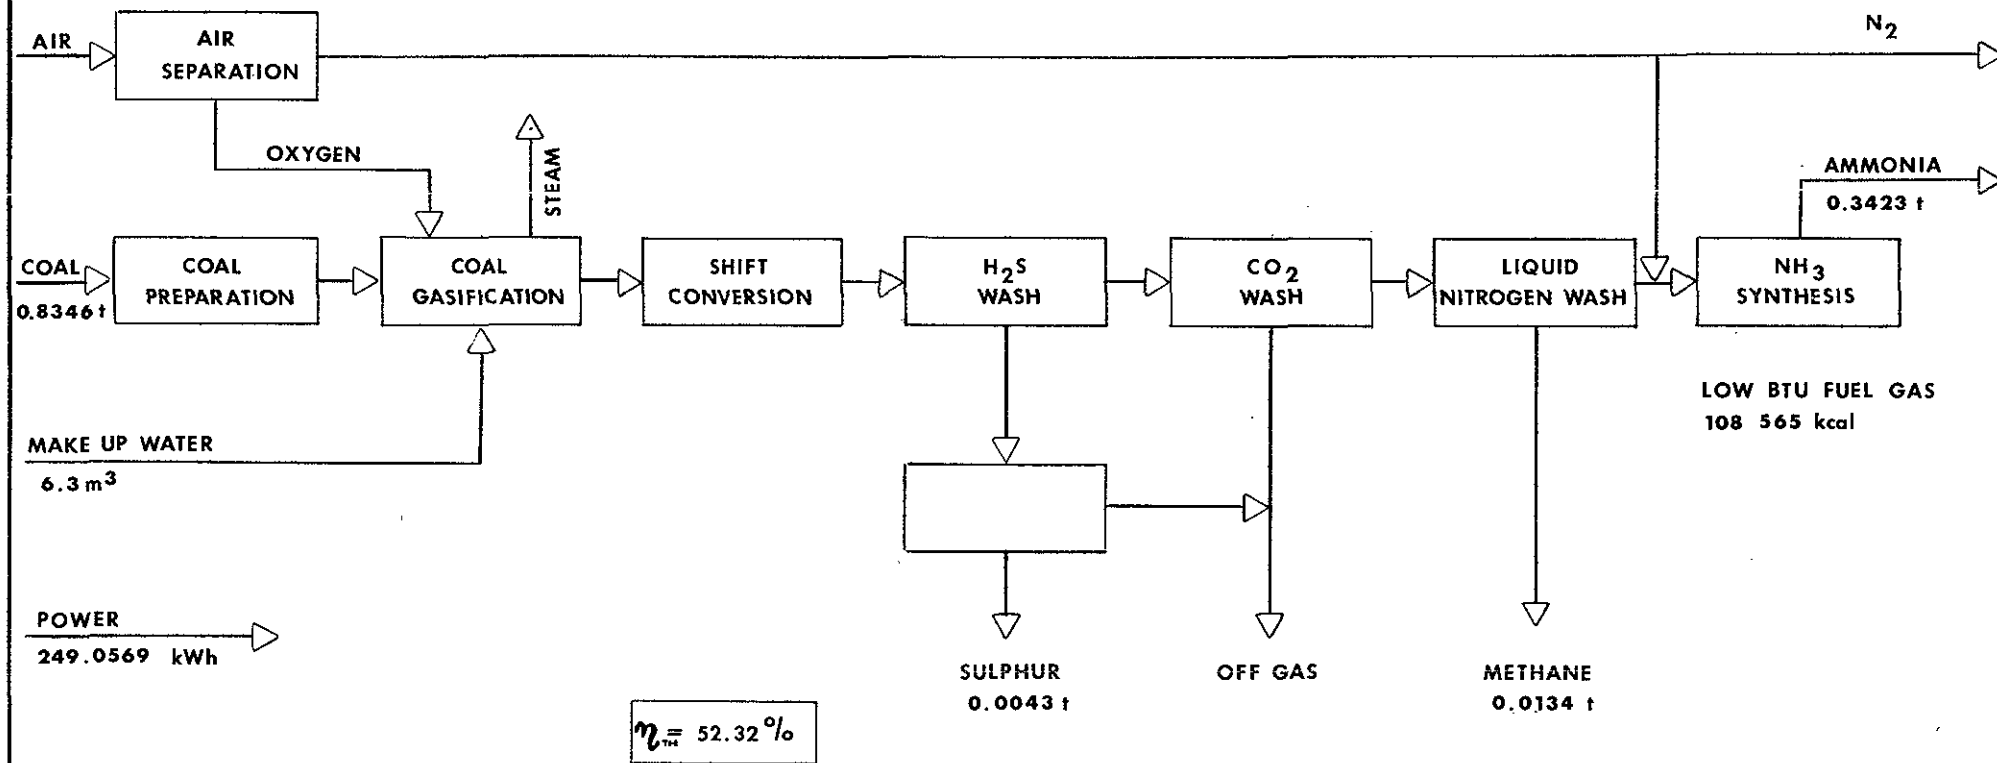 AIR
AIR
SEPARATION
N2
OXYGEN
STEAM
AMMONIA
0.3423 t
COAL
0.8346 t
COAL
PREPARATION
COAL
GASIFICATION
SHIFT
CONVERSION
H2S
WASH
CO2
WASH
LIQUID
NITROGEN WASH
NH3
SYNTHESIS
LOW BTU FUEL GAS
108 565 kcal
MAKE UP WATER
6.3 m³
POWER
249.0569 kWh
SULPHUR
0.0043 t
OFF GAS
METHANE
0.0134 t
ηTH = 52.32 %